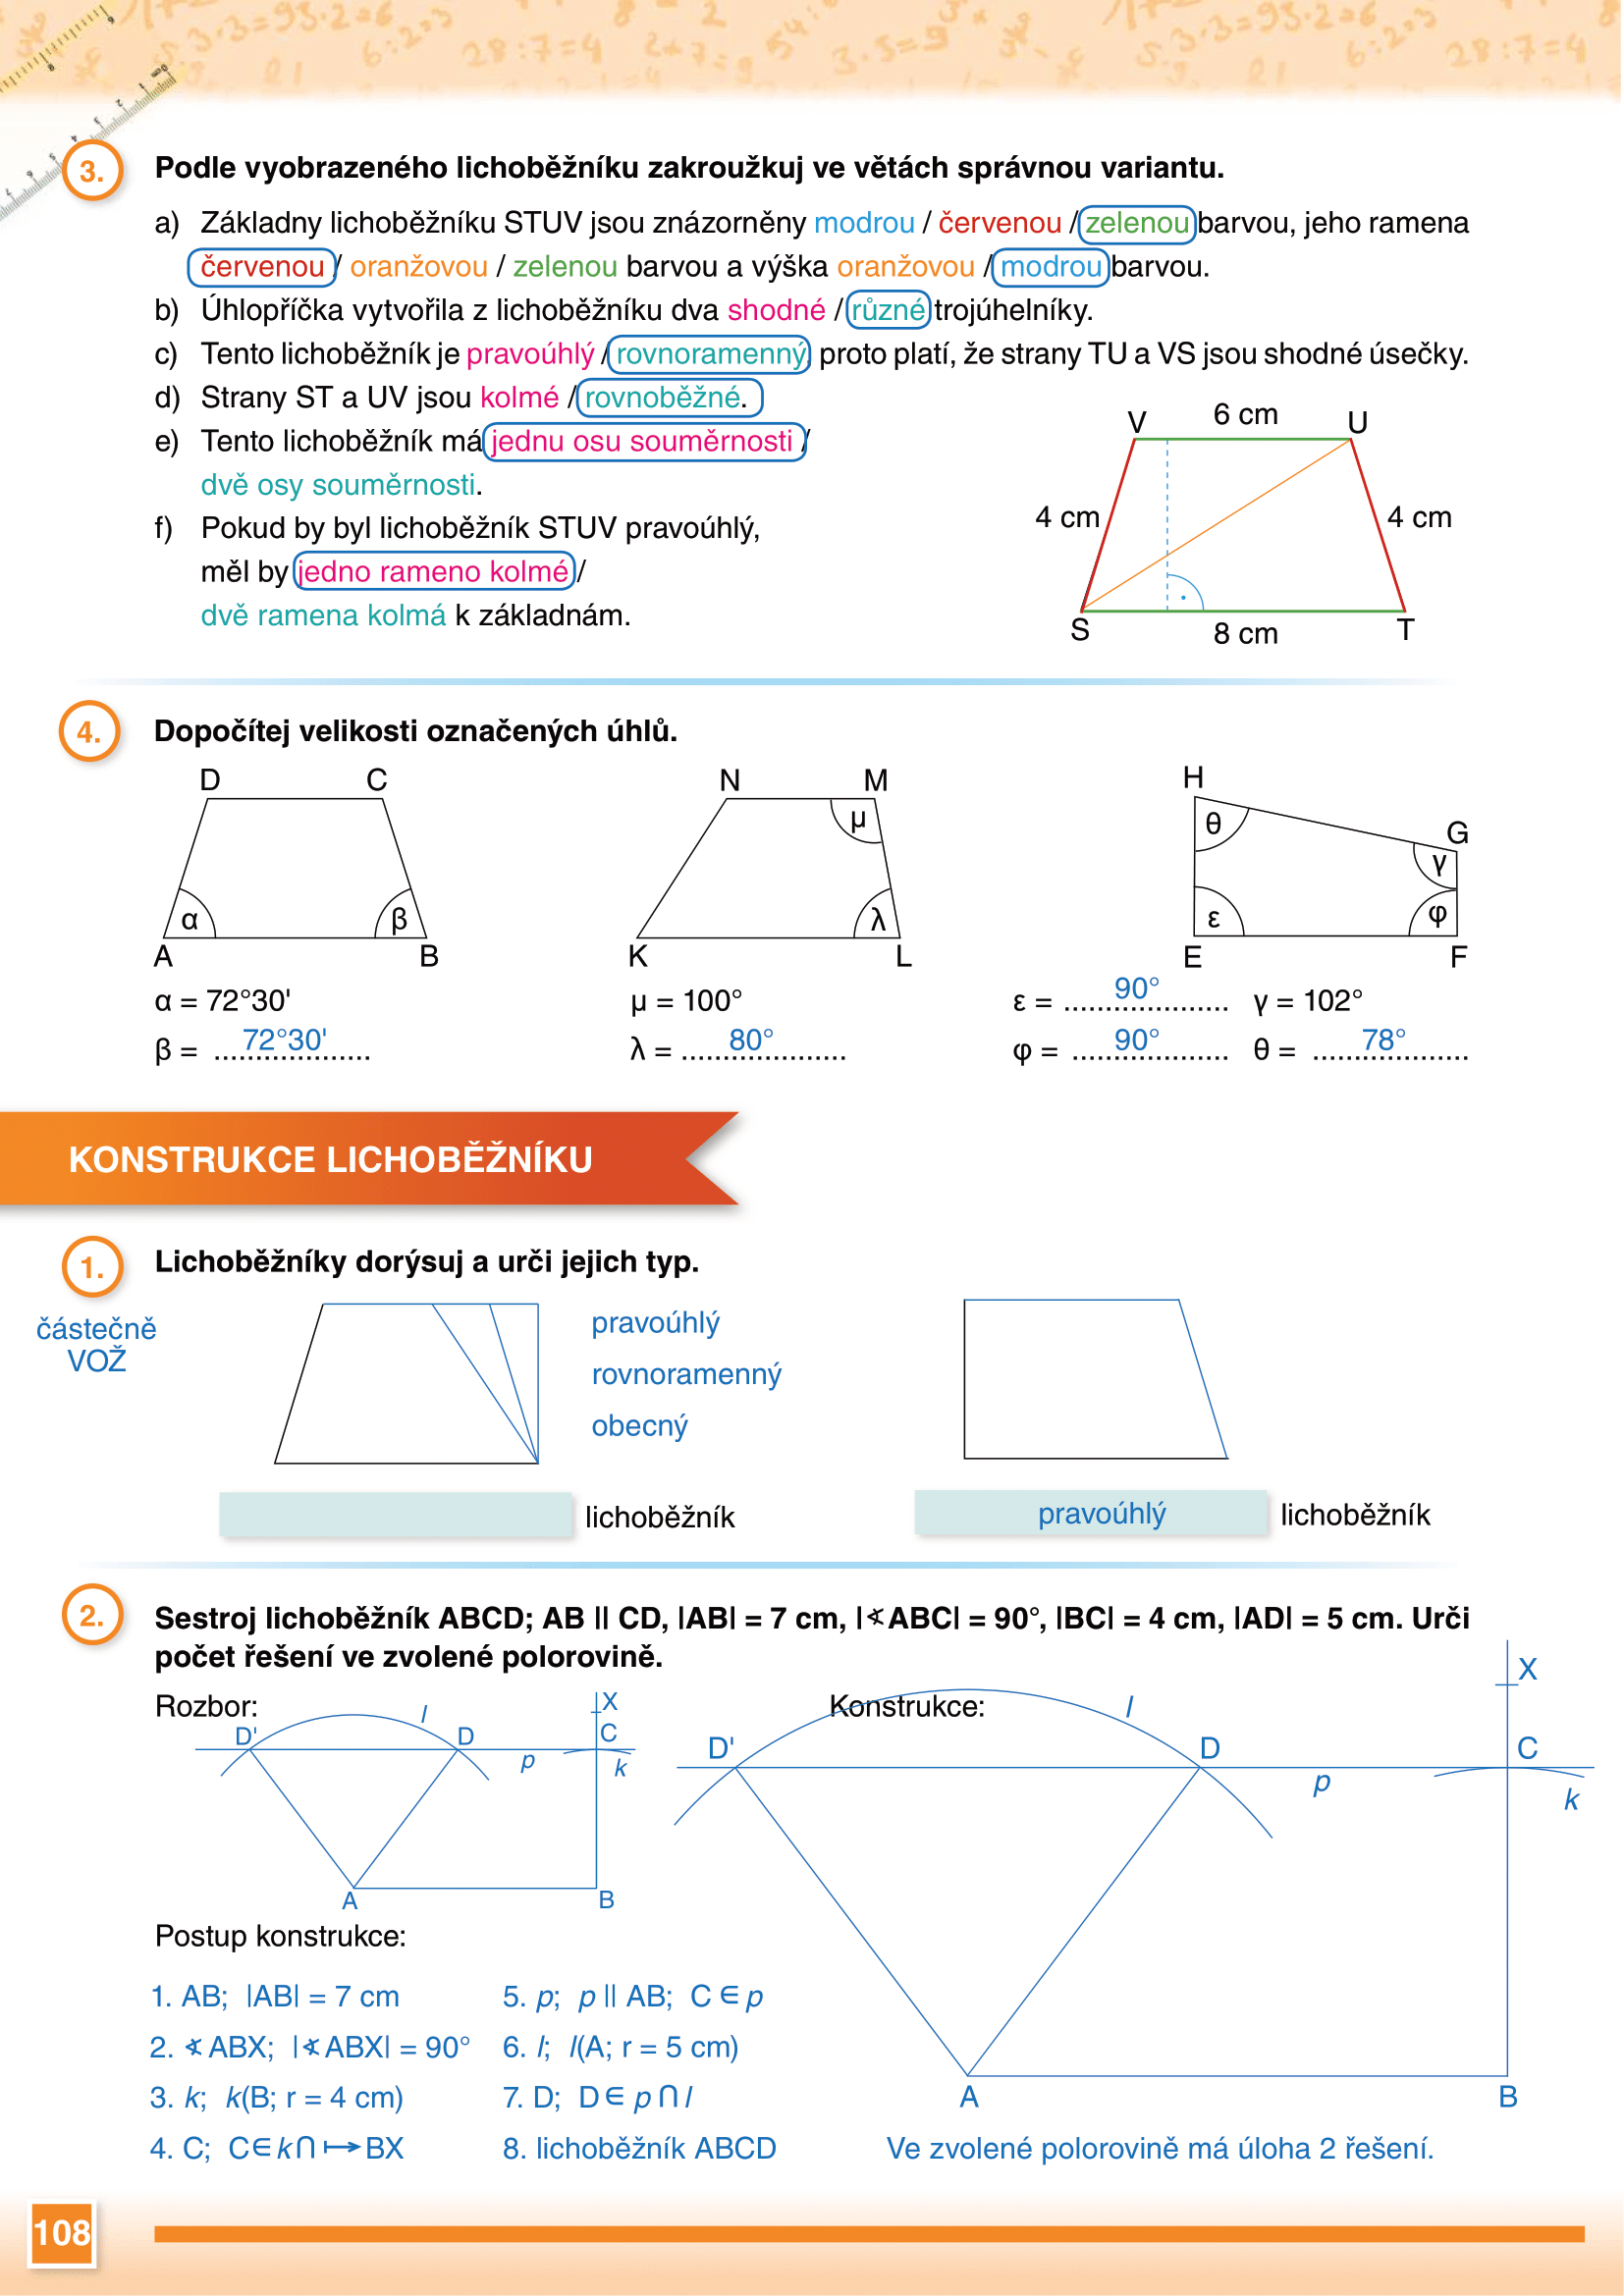 3. Podle vyobrazeného lichoběžníku zakroužkuj ve větách správnou variantu.
a) Základny lichoběžníku STUV jsou znázorněny modrou / červenou / zelenou barvou, jeho ramena
červenou / oranžovou / zelenou barvou a výška oranžovou / modrou barvou.
b) Úhlopříčka vytvořila z lichoběžníku dva shodné / různé trojúhelníky.
c) Tento lichoběžník je pravoúhlý / rovnoramenný, proto platí, že strany TU a VS jsou shodné úsečky.
d) Strany ST a UV jsou kolmé / rovnoběžné.
e) Tento lichoběžník má jednu osu souměrnosti /
dvě osy souměrnosti.
f) Pokud by byl lichoběžník STUV pravoúhlý,
měl by jedno rameno kolmé /
dvě ramena kolmá k základnám.
V 6 cm U
4 cm 4 cm
S 8 cm T
4. Dopočítej velikosti označených úhlů.
D C N M H
μ θ G
γ
α β λ ε φ
A B K L E F
α = 72°30' μ = 100° ε = 90° γ = 102°
β = 72°30' λ = 80° φ = 90° θ = 78°
KONSTRUKCE LICHOBĚŽNÍKU
1. Lichoběžníky dorýsuj a urči jejich typ.
částečně
VOŽ
pravoúhlý
rovnoramenný
obecný
lichoběžník pravoúhlý lichoběžník
2. Sestroj lichoběžník ABCD; AB || CD, |AB| = 7 cm, |∢ABC| = 90°, |BC| = 4 cm, |AD| = 5 cm. Urči
počet řešení ve zvolené polorovině.
Rozbor: Konstrukce:
l X
D' D C
p k
A B
l X
D' D C
p k
A B
Postup konstrukce:
1. AB; |AB| = 7 cm 5. p; p || AB; C ∈ p
2. ∢ABX; |∢ABX| = 90° 6. l; l(A; r = 5 cm)
3. k; k(B; r = 4 cm) 7. D; D ∈ p ∩ l
4. C; C ∈ k ∩ ↦ BX 8. lichoběžník ABCD Ve zvolené polorovině má úloha 2 řešení.
108